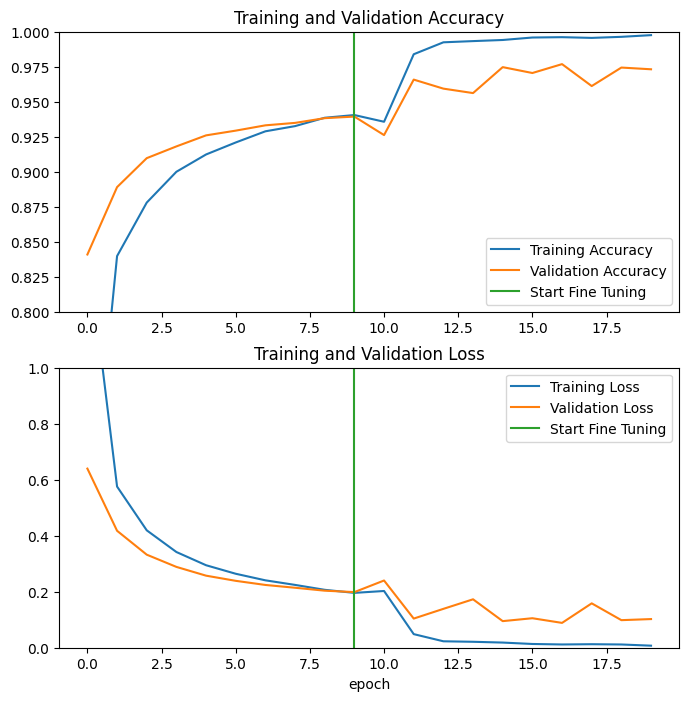 Training and Validation Accuracy
1.000
0.975
0.950
0.925
0.900
0.875
0.850
0.825
0.800
Training Accuracy
Validation Accuracy
Start Fine Tuning
0.0 2.5 5.0 7.5 10.0 12.5 15.0 17.5
Training and Validation Loss
1.0
0.8
0.6
0.4
0.2
0.0
Training Loss
Validation Loss
Start Fine Tuning
0.0 2.5 5.0 7.5 10.0 12.5 15.0 17.5
epoch